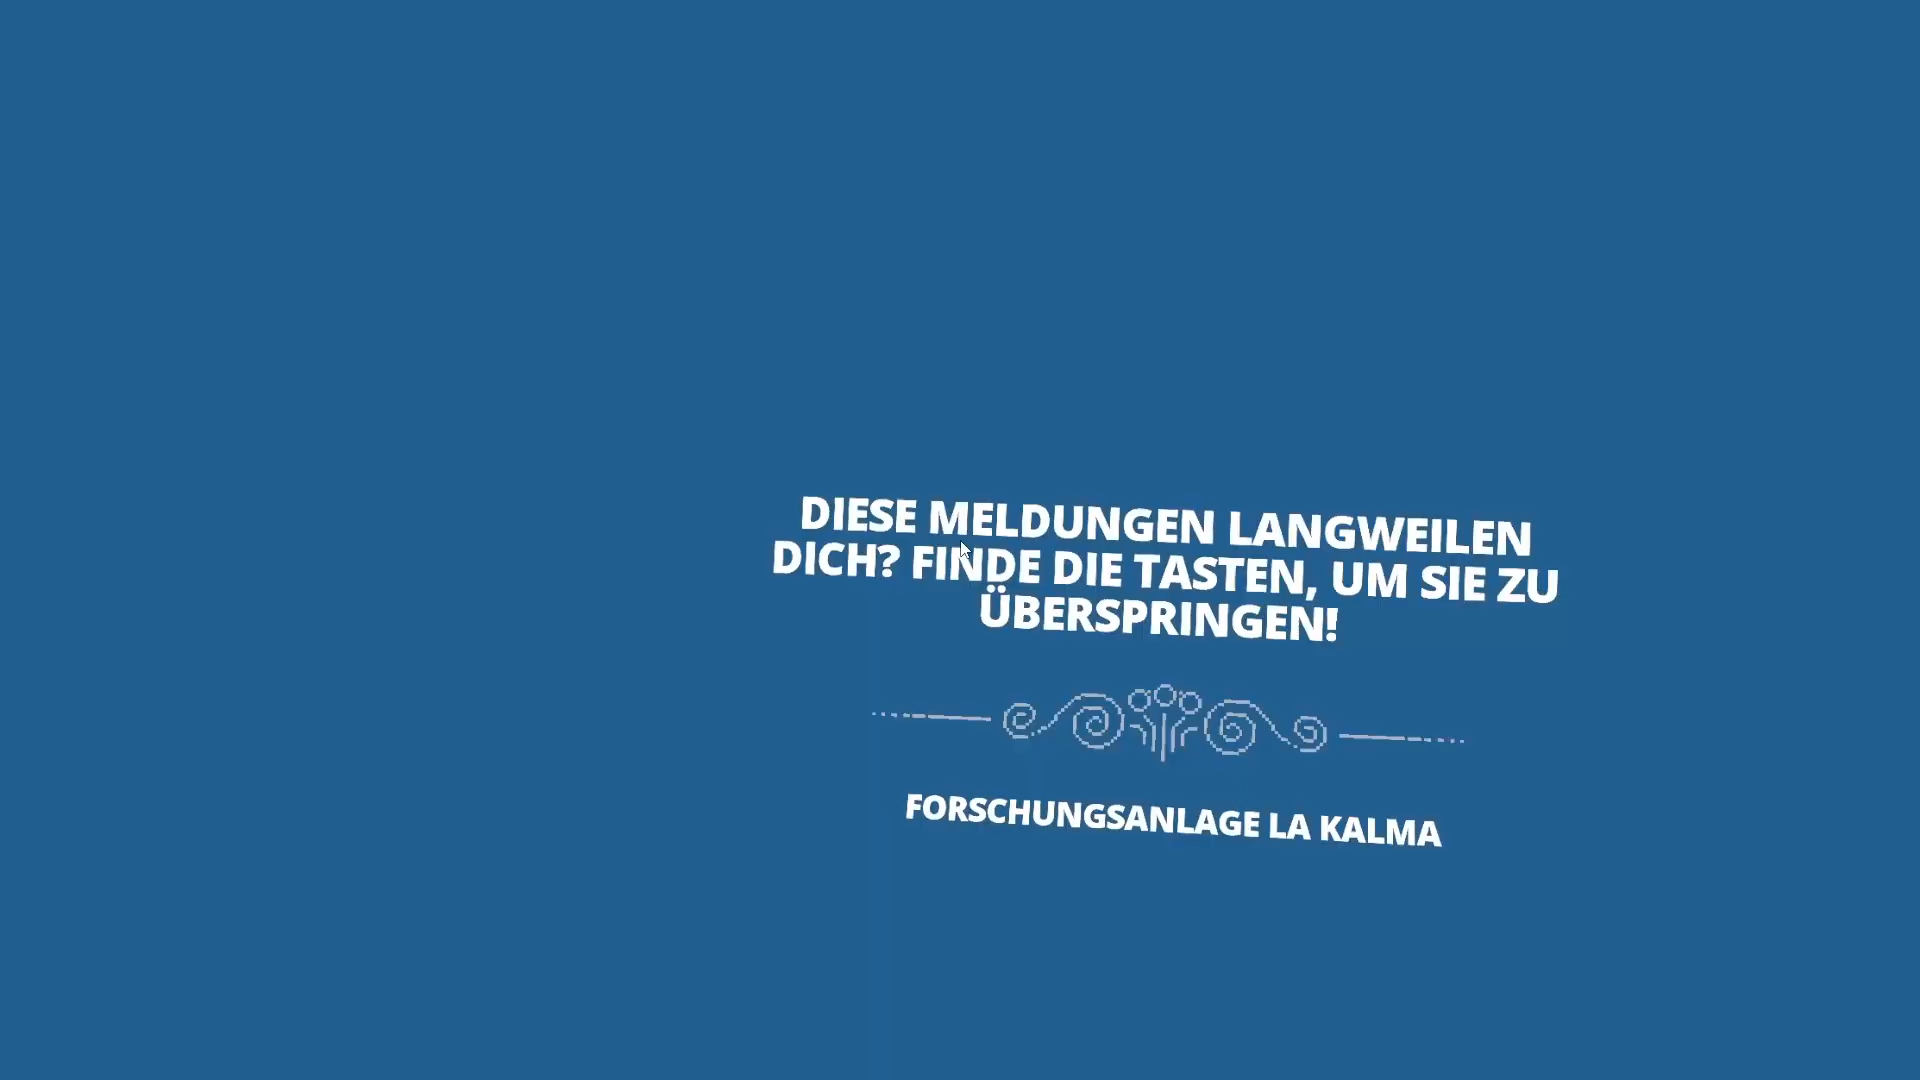 DIESE MELDUNGEN LANGWEILEN
DICH? FINDE DIE TASTEN, UM SIE ZU
ÜBERSPRINGEN!
FORSCHUNGSANLAGE LA KALMA